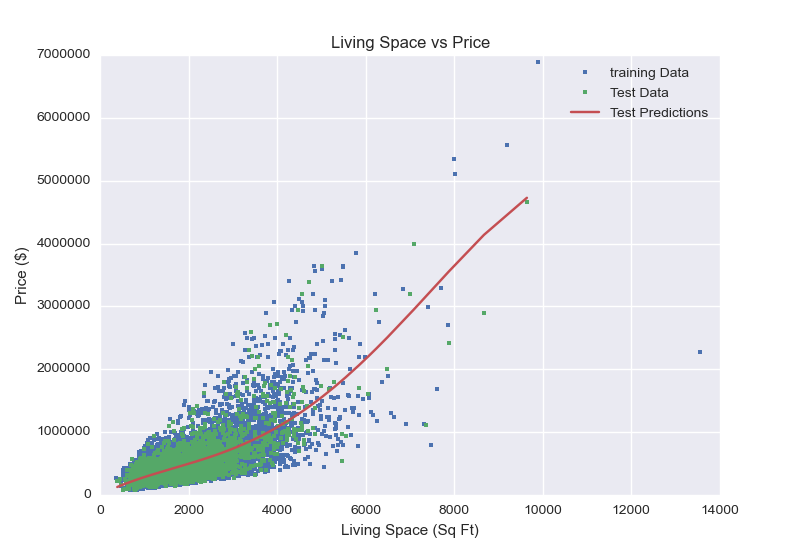 Living Space vs Price
7000000
6000000
5000000
4000000
3000000
2000000
1000000
0
Price ($)
training Data
Test Data
Test Predictions
0 2000 4000 6000 8000 10000 12000 14000
Living Space (Sq Ft)